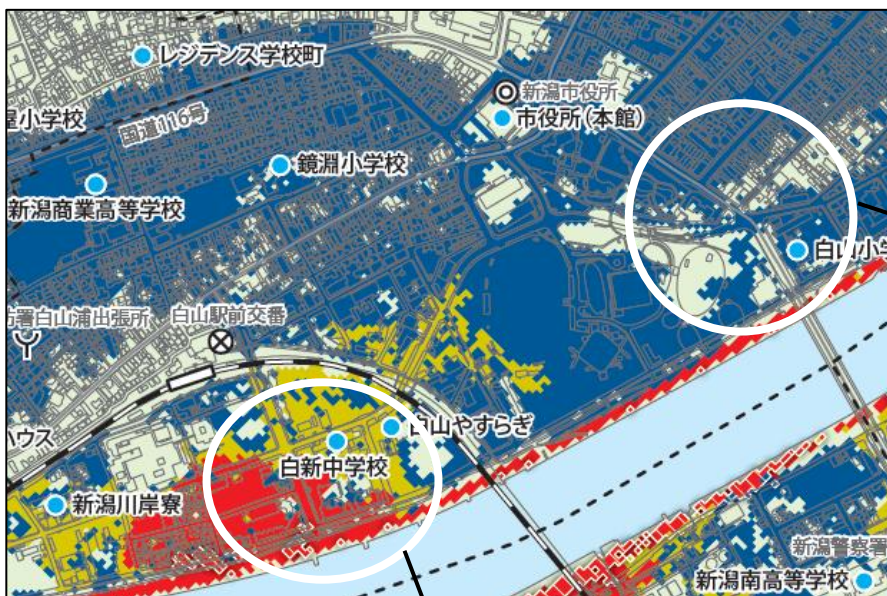 レジデンス学校町
新潟市役所
市役所(本館)
屋小学校
国道116号
鏡淵小学校
新潟商業高等学校
白山小学
白山浦出張所
白山駅前交番
ハウス
白山やすらぎ
白新中学校
新潟川岸寮
新潟警察署
新潟南高等学校